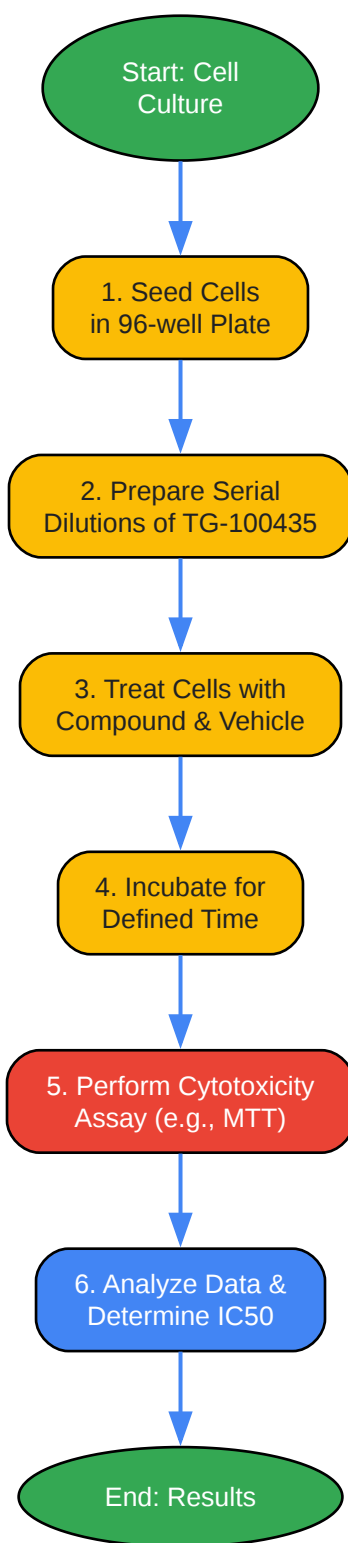 Start: Cell
Culture
1. Seed Cells
in 96-well Plate
2. Prepare Serial
Dilutions of TG-100435
3. Treat Cells with
Compound & Vehicle
4. Incubate for
Defined Time
5. Perform Cytotoxicity
Assay (e.g., MTT)
6. Analyze Data &
Determine IC50
End: Results